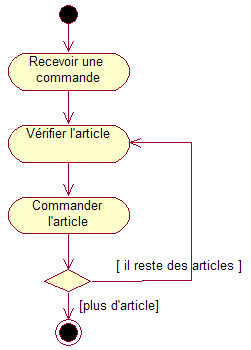 Recevoir une
commande
Vérifier l'article
Commander
l'article
[ il reste des articles ]
[plus d'article]